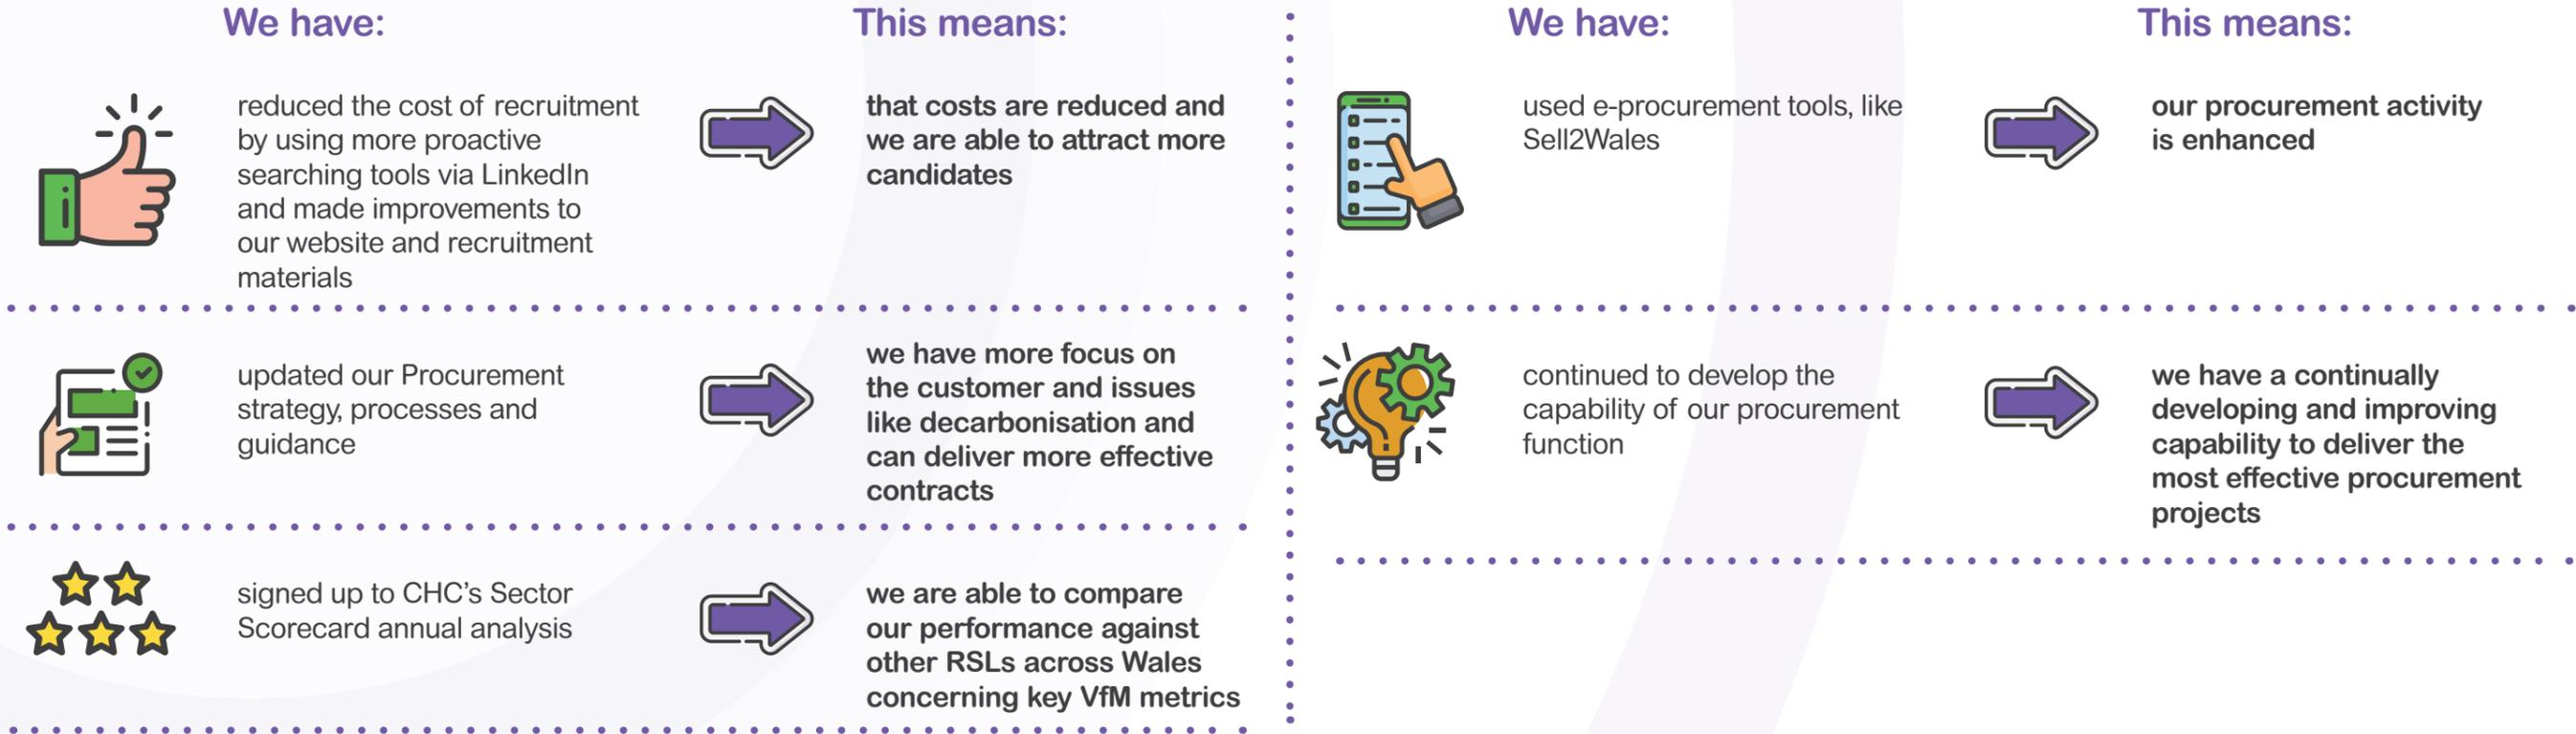 We have:
This means:
reduced the cost of recruitment
by using more proactive
searching tools via LinkedIn
and made improvements to
our website and recruitment
materials
that costs are reduced and
we are able to attract more
candidates
updated our Procurement
strategy, processes and
guidance
we have more focus on
the customer and issues
like decarbonisation and
can deliver more effective
contracts
signed up to CHC’s Sector
Scorecard annual analysis
we are able to compare
our performance against
other RSLs across Wales
concerning key VfM metrics
We have:
This means:
used e-procurement tools, like
Sell2Wales
our procurement activity
is enhanced
continued to develop the
capability of our procurement
function
we have a continually
developing and improving
capability to deliver the
most effective procurement
projects